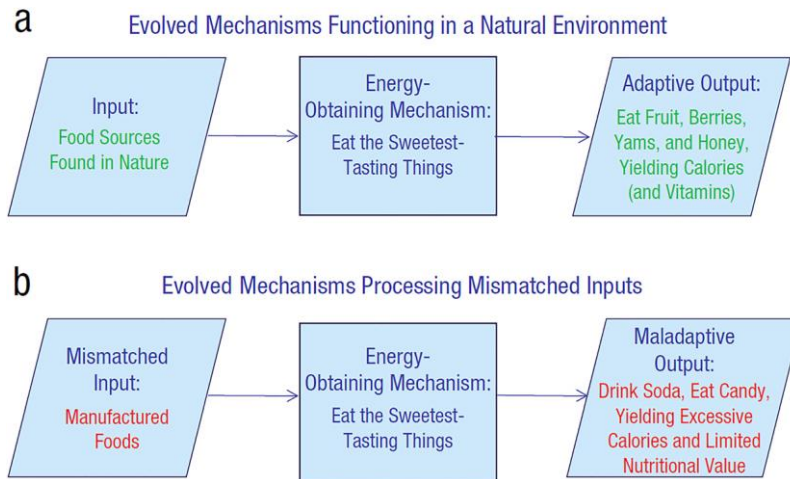 a
Evolved Mechanisms Functioning in a Natural Environment
Input:
Food Sources
Found in Nature
Energy-
Obtaining Mechanism:
Eat the Sweetest-
Tasting Things
Adaptive Output:
Eat Fruit, Berries,
Yams, and Honey,
Yielding Calories
(and Vitamins)
b
Evolved Mechanisms Processing Mismatched Inputs
Mismatched
Input:
Manufactured
Foods
Energy-
Obtaining Mechanism:
Eat the Sweetest-
Tasting Things
Maladaptive
Output:
Drink Soda, Eat Candy,
Yielding Excessive
Calories and Limited
Nutritional Value